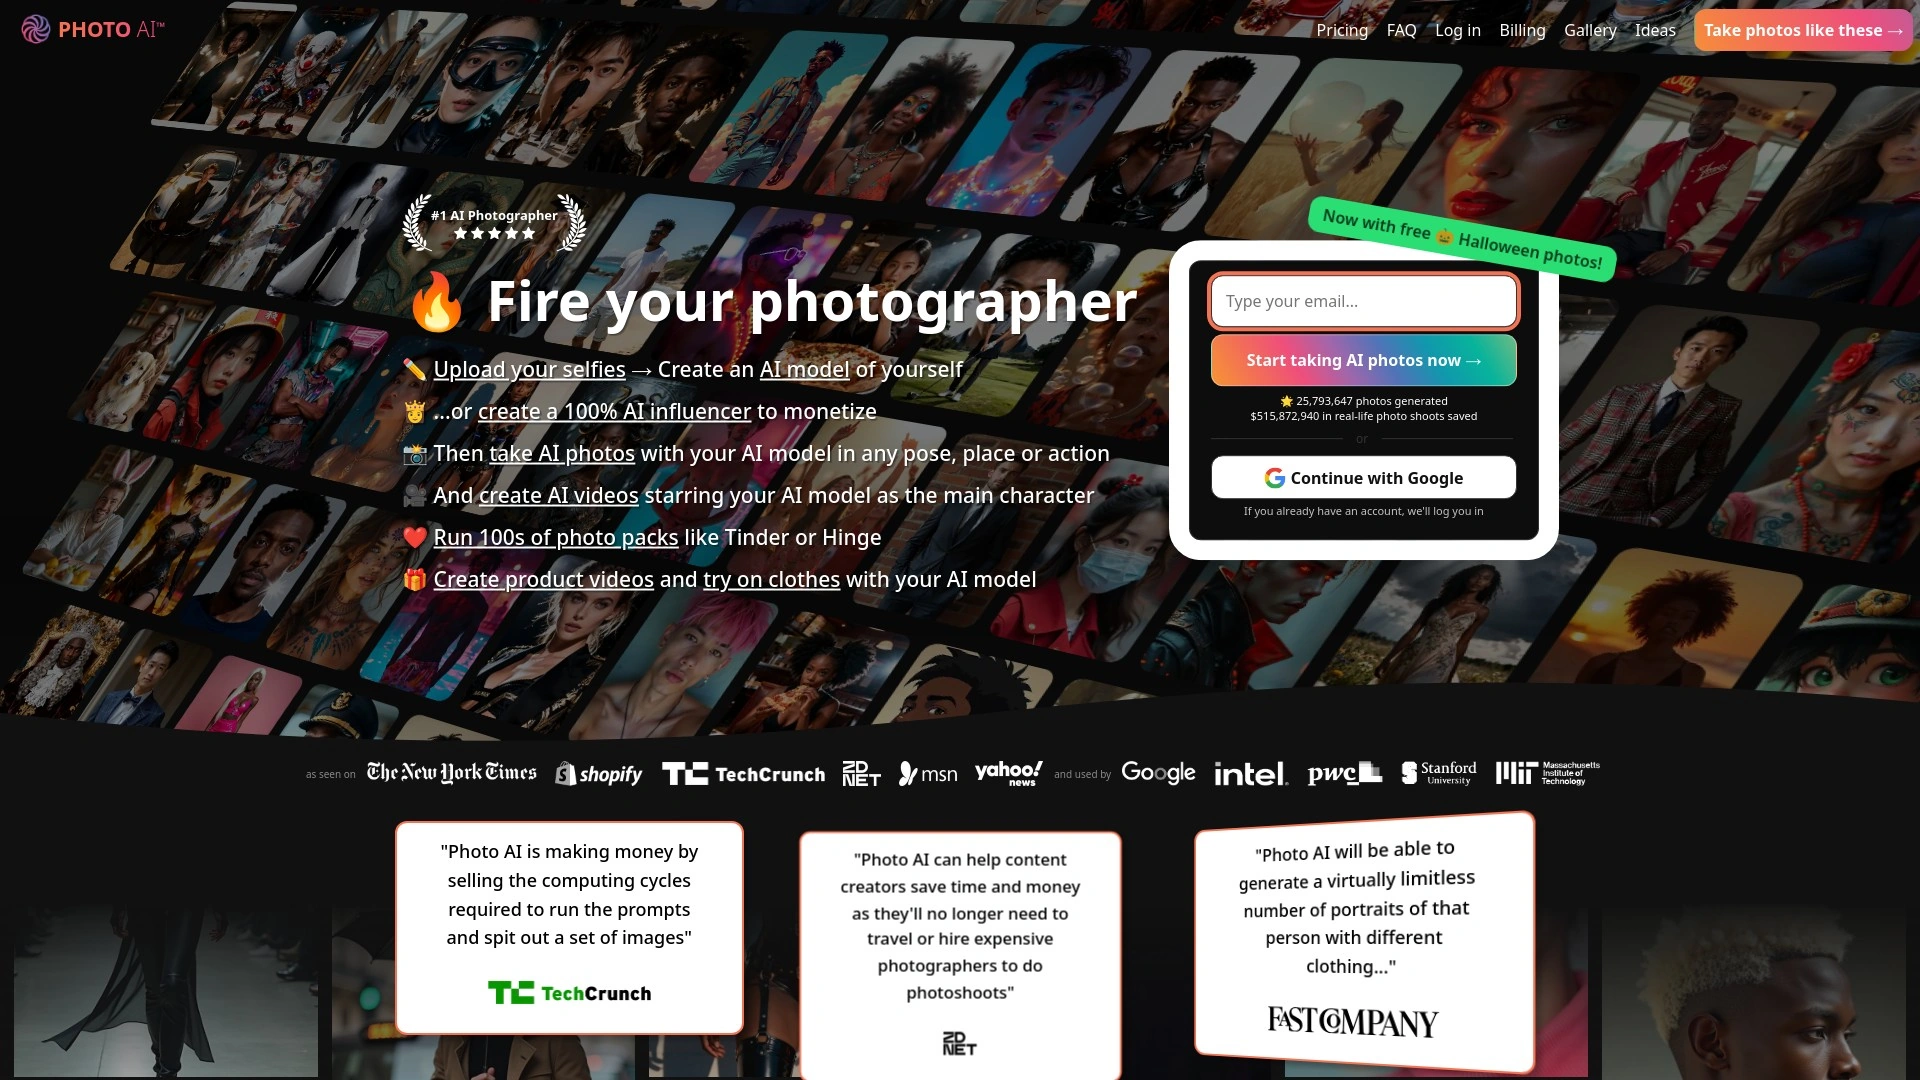 PHOTO AI™
Pricing
FAQ
Log in
Billing
Gallery
Ideas
Take photos like these →
#1 AI Photographer
★★★★★
🔥 Fire your photographer
✏️ Upload your selfies → Create an AI model of yourself
👸 ...or create a 100% AI influencer to monetize
📸 Then take AI photos with your AI model in any pose, place or action
🎥 And create AI videos starring your AI model as the main character
❤️ Run 100s of photo packs like Tinder or Hinge
🎁 Create product videos and try on clothes with your AI model
Now with free 🎃 Halloween photos!
Type your email...
Start taking AI photos now →
🌟 25,793,647 photos generated
$515,872,940 in real-life photo shoots saved
or
Continue with Google
If you already have an account, we'll log you in
as seen on
The New York Times
shopify
TC TechCrunch
ZD
NET
msn
yahoo!
news
and used by
Google
intel.
pwc
S Stanford
University
Massachusetts
Institute of
Technology
"Photo AI is making money by
selling the computing cycles
required to run the prompts
and spit out a set of images"
TC TechCrunch
"Photo AI can help content
creators save time and money
as they'll no longer need to
travel or hire expensive
photographers to do
photoshoots"
ZD
NET
"Photo AI will be able to
generate a virtually limitless
number of portraits of that
person with different
clothing..."
FAST COMPANY